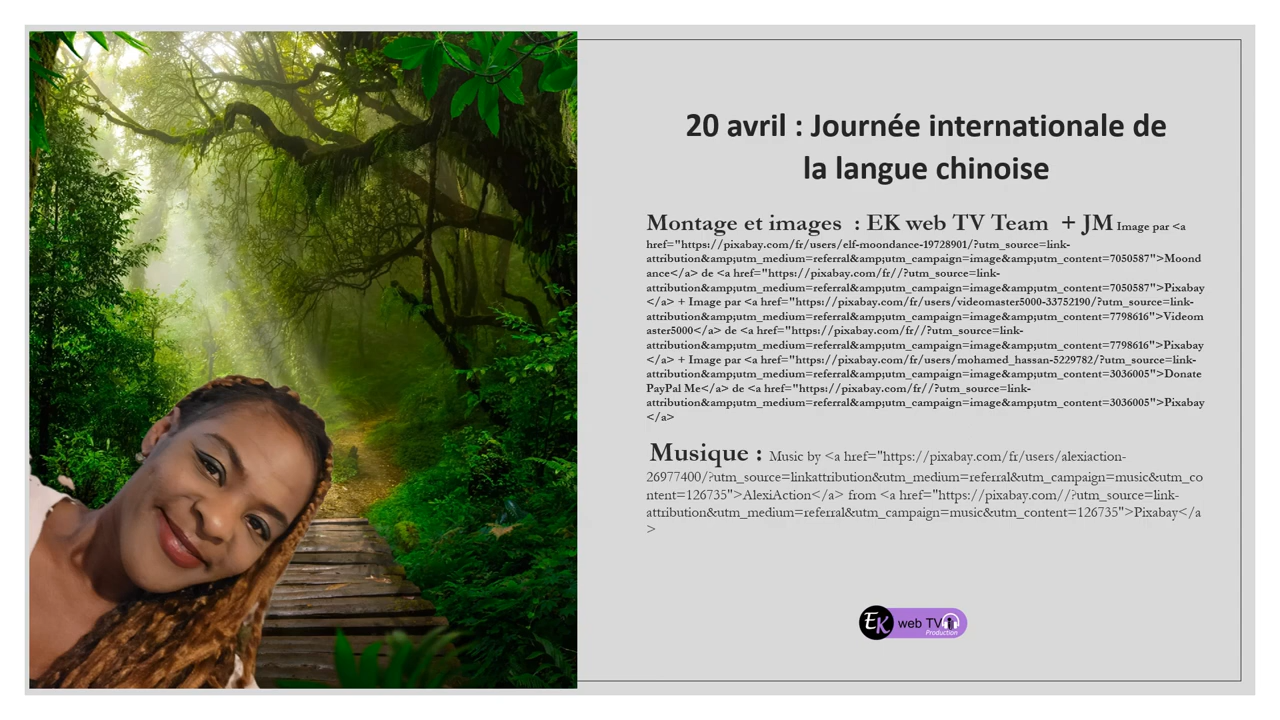 20 avril : Journée internationale de
la langue chinoise
Montage et images  : EK web TV Team  + JM Image par <a
href="https://pixabay.com/fr/users/elf-moondance-19728901/?utm_source=link-
attribution&amp;utm_medium=referral&amp;utm_campaign=image&amp;utm_content=7050587">Moond
ance</a> de <a href="https://pixabay.com/fr//?utm_source=link-
attribution&amp;utm_medium=referral&amp;utm_campaign=image&amp;utm_content=7050587">Pixabay
</a> + Image par <a href="https://pixabay.com/fr/users/videomaster5000-33752190/?utm_source=link-
attribution&amp;utm_medium=referral&amp;utm_campaign=image&amp;utm_content=7798616">Videom
aster5000</a> de <a href="https://pixabay.com/fr//?utm_source=link-
attribution&amp;utm_medium=referral&amp;utm_campaign=image&amp;utm_content=7798616">Pixabay
</a> + Image par <a href="https://pixabay.com/fr/users/mohamed_hassan-5229782/?utm_source=link-
attribution&amp;utm_medium=referral&amp;utm_campaign=image&amp;utm_content=3036005">Donate
PayPal Me</a> de <a href="https://pixabay.com/fr//?utm_source=link-
attribution&amp;utm_medium=referral&amp;utm_campaign=image&amp;utm_content=3036005">Pixabay
</a>
Musique : Music by <a href="https://pixabay.com/fr/users/alexiaction-
26977400/?utm_source=linkattribution&utm_medium=referral&utm_campaign=music&utm_co
ntent=126735">AlexiAction</a> from <a href="https://pixabay.com//?utm_source=link-
attribution&utm_medium=referral&utm_campaign=music&utm_content=126735">Pixabay</a
>
EK web TV
Production